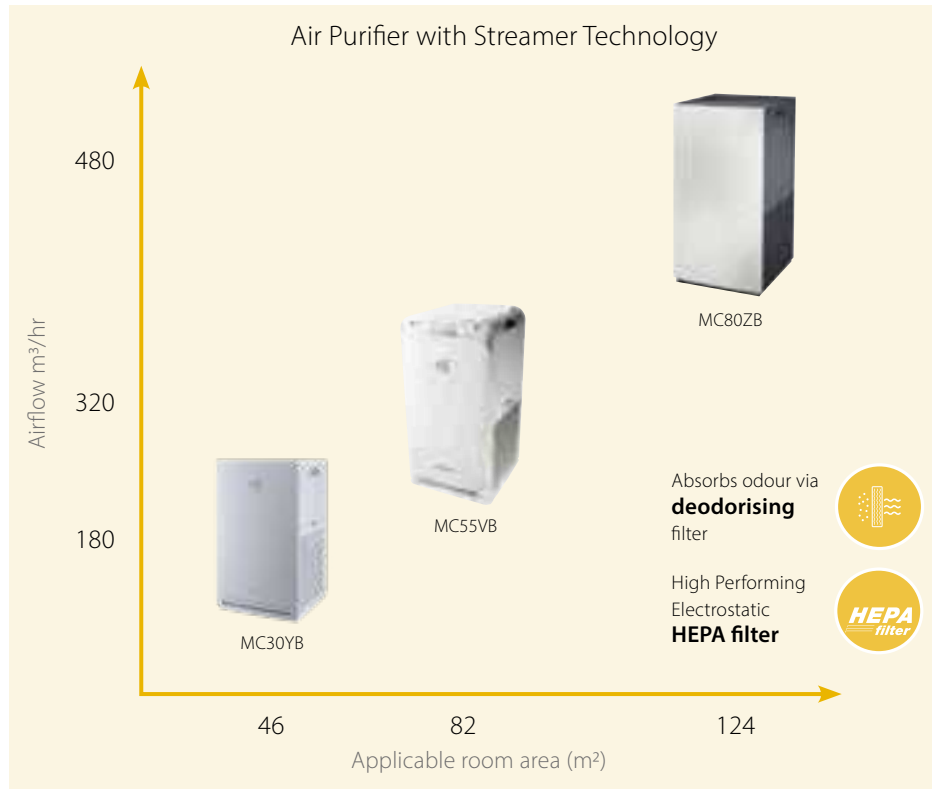 Air Purifier with Streamer Technology
480
MC80ZB
Airflow m³/hr
320
MC55VB
Absorbs odour via
deodorising
filter
180
High Performing
Electrostatic
HEPA filter
HEPA
filter
MC30YB
46
82
124
Applicable room area (m²)